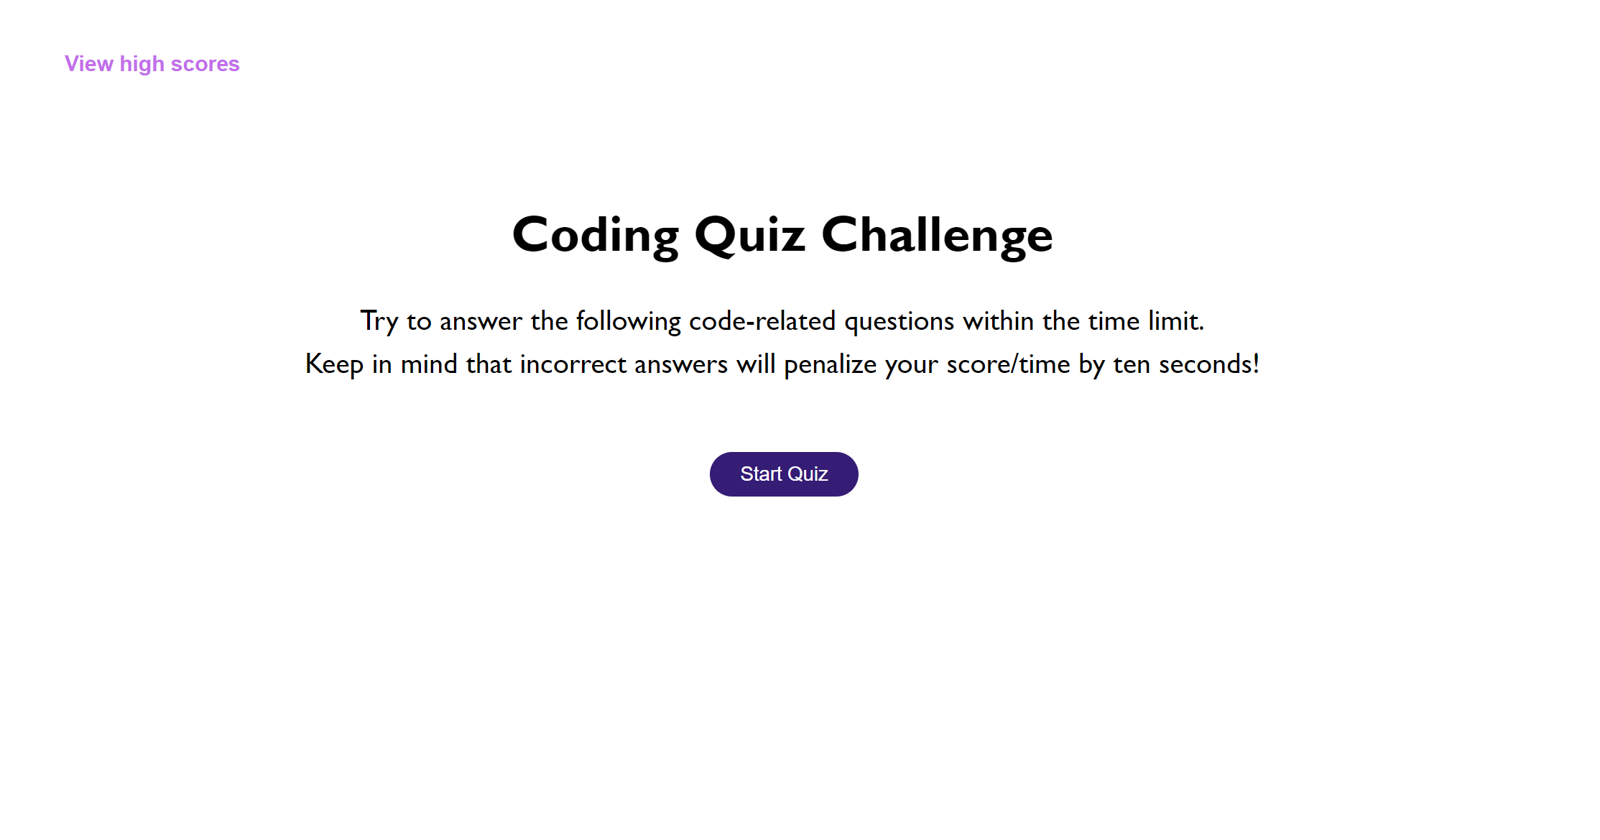 View high scores
Coding Quiz Challenge
Try to answer the following code-related questions within the time limit.
Keep in mind that incorrect answers will penalize your score/time by ten seconds!
Start Quiz